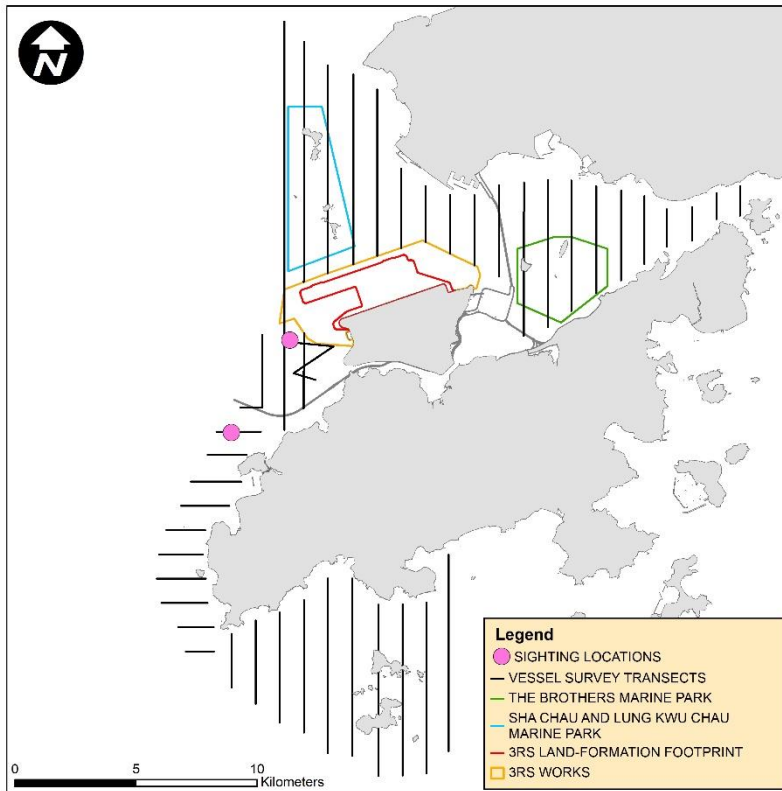 N
Legend
SIGHTING LOCATIONS
VESSEL SURVEY TRANSECTS
THE BROTHERS MARINE PARK
SHA CHAU AND LUNG KWU CHAU
MARINE PARK
3RS LAND-FORMATION FOOTPRINT
3RS WORKS
0 5 10
Kilometers